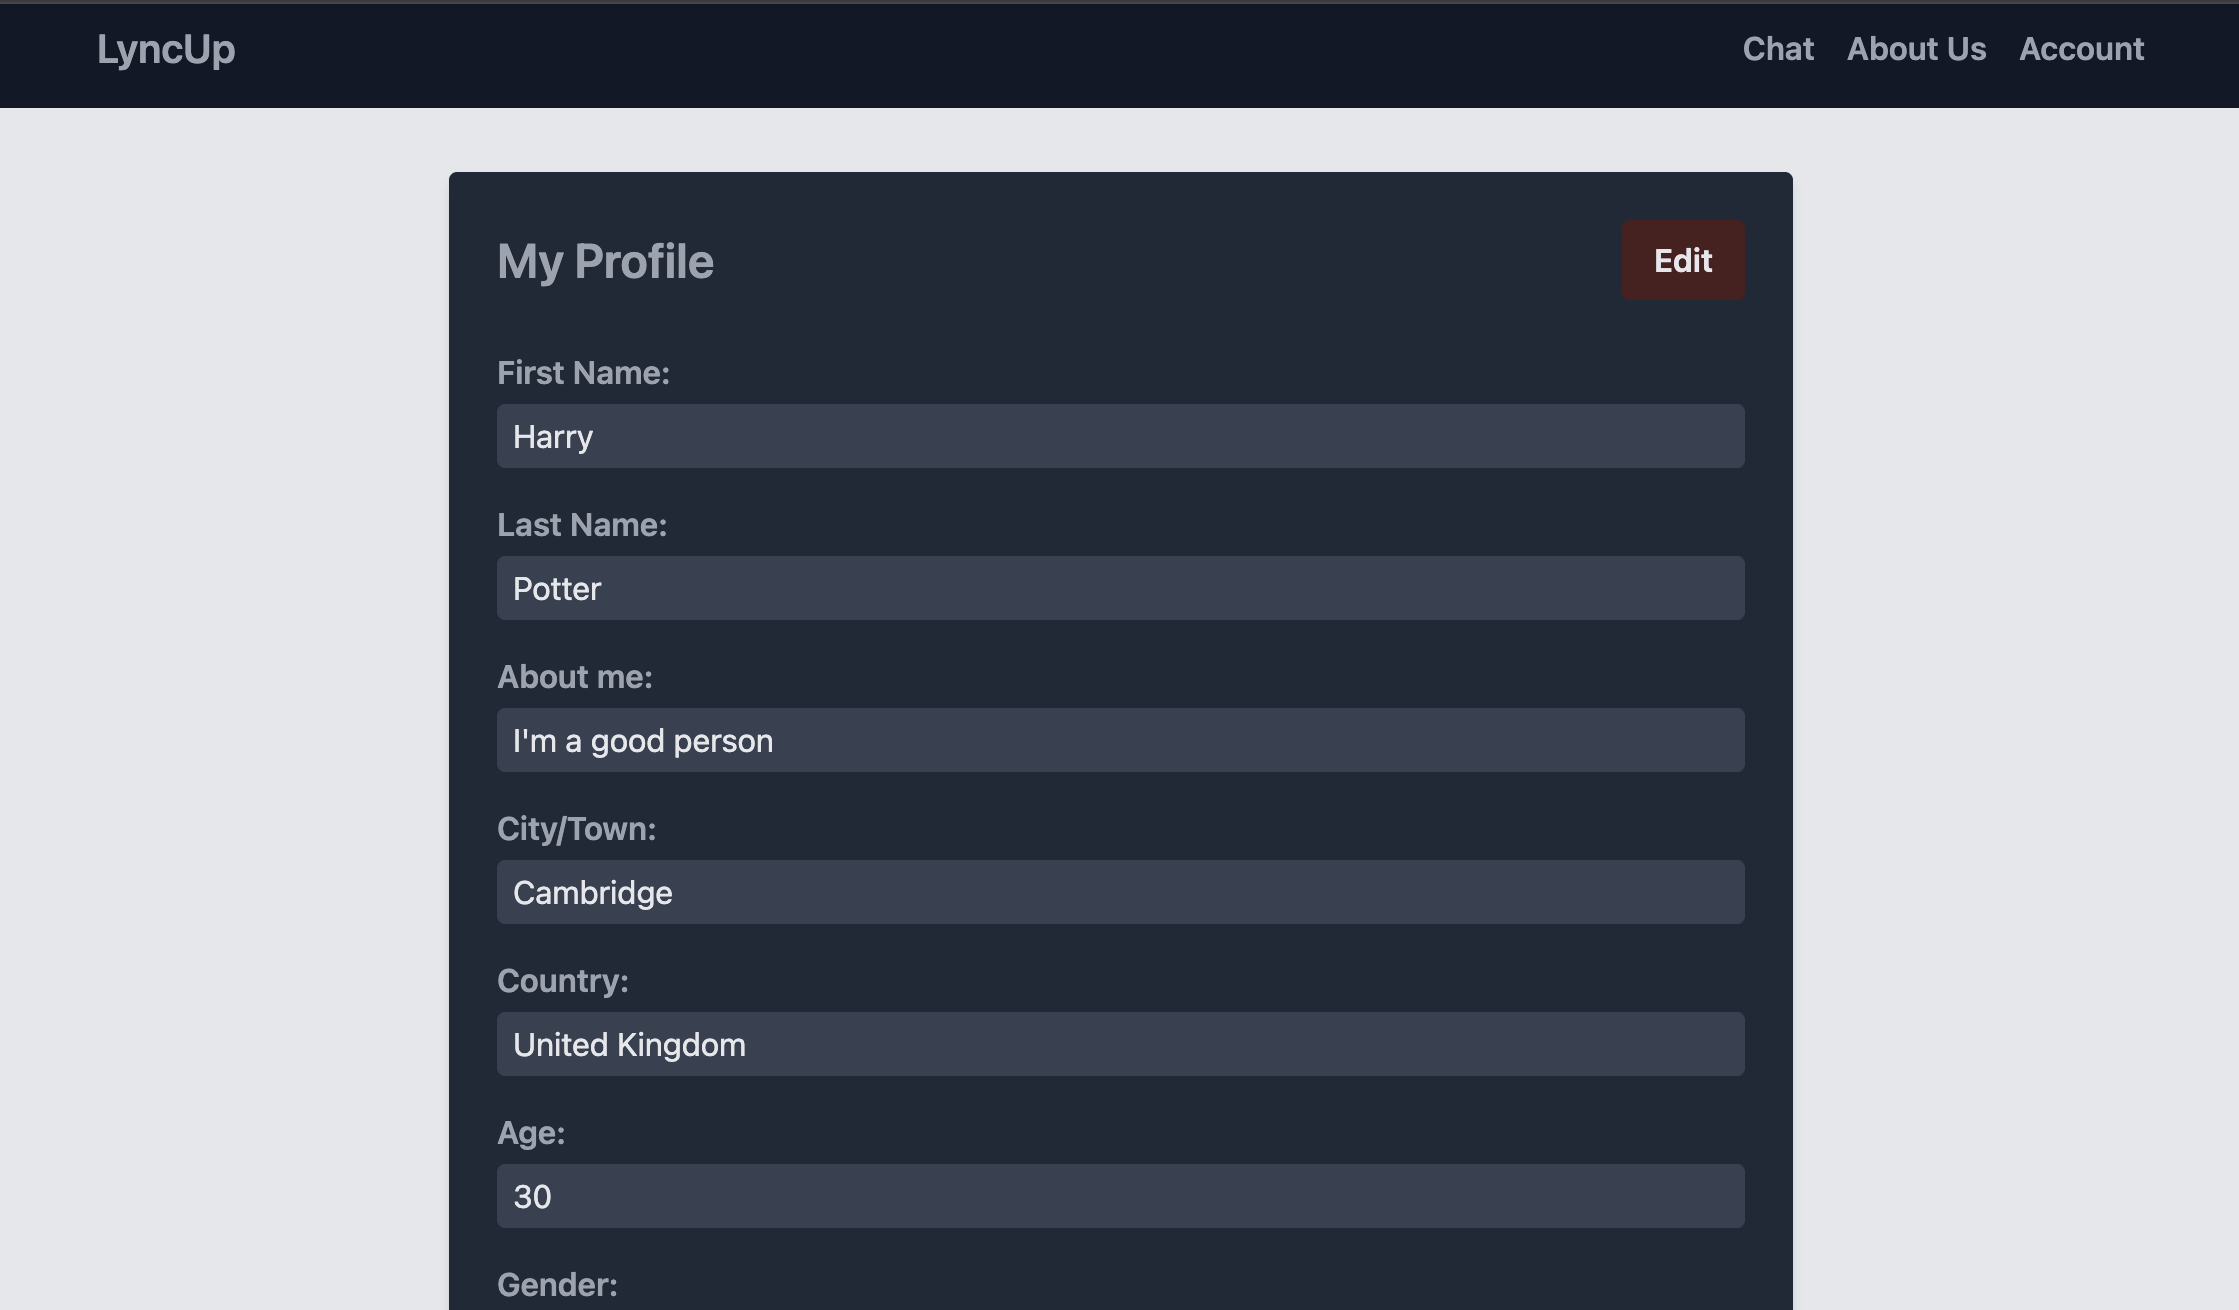 LyncUp
Chat About Us Account
My Profile
Edit
First Name:
Harry
Last Name:
Potter
About me:
I'm a good person
City/Town:
Cambridge
Country:
United Kingdom
Age:
30
Gender: